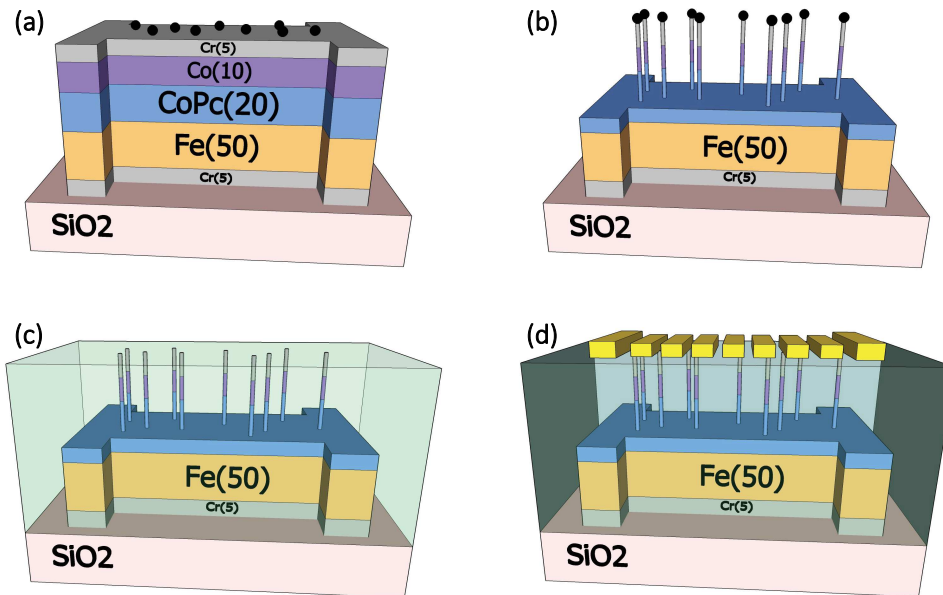 (a)
Cr(5)
Co(10)
CoPc(20)
Fe(50)
Cr(5)
SiO2
(b)
Fe(50)
Cr(5)
SiO2
(c)
Fe(50)
Cr(5)
SiO2
(d)
Fe(50)
Cr(5)
SiO2